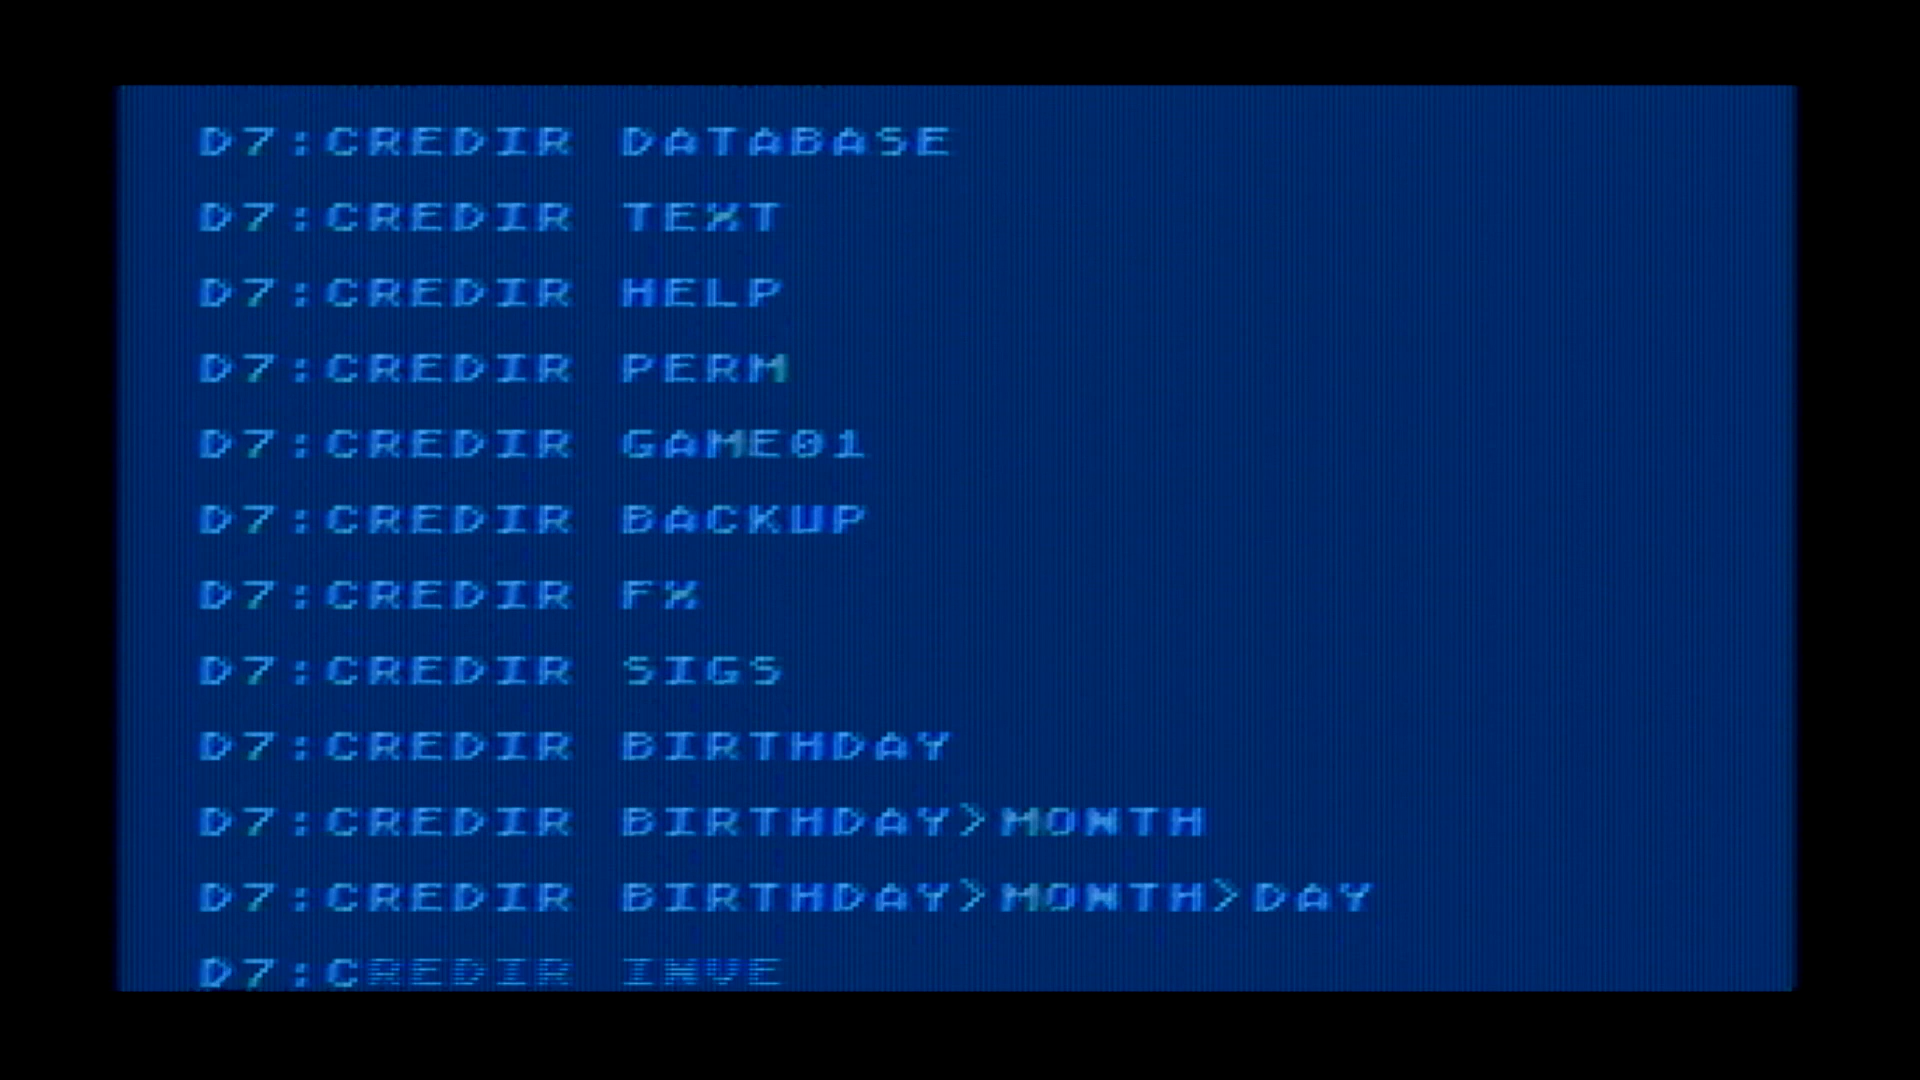 D7:CREDIR DATABASE
D7:CREDIR TEXT
D7:CREDIR HELP
D7:CREDIR PERM
D7:CREDIR GAME01
D7:CREDIR BACKUP
D7:CREDIR FX
D7:CREDIR SIGS
D7:CREDIR BIRTHDAY
D7:CREDIR BIRTHDAY>MONTH
D7:CREDIR BIRTHDAY>MONTH>DAY
D7:CREDIR INVE